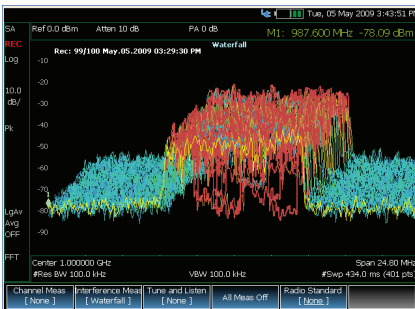 Tue, 05 May 2009 3:43:51 P
SA Ref 0.0 dBm Atten 10 dB PA 0 dB M1: 987.600 MHz -78.09 dBm
REC Rec: 99/100 May.05.2009 03:29:30 PM Waterfall
Log
-10
-20
10.0
dB/
-30
Pk
-40
-50
-60
-70
1
LgAv
-80
Avg
OFF
-90
FFT
Center 1.000000 GHz Span 24.80 MHz
#Res BW 100.0 kHz VBW 100.0 kHz #Swp 434.0 ms (401 pts)
Channel Meas Interference Meas Tune and Listen All Meas Off Radio Standard
[ None ] [ Waterfall ] [ None ] [ None ]